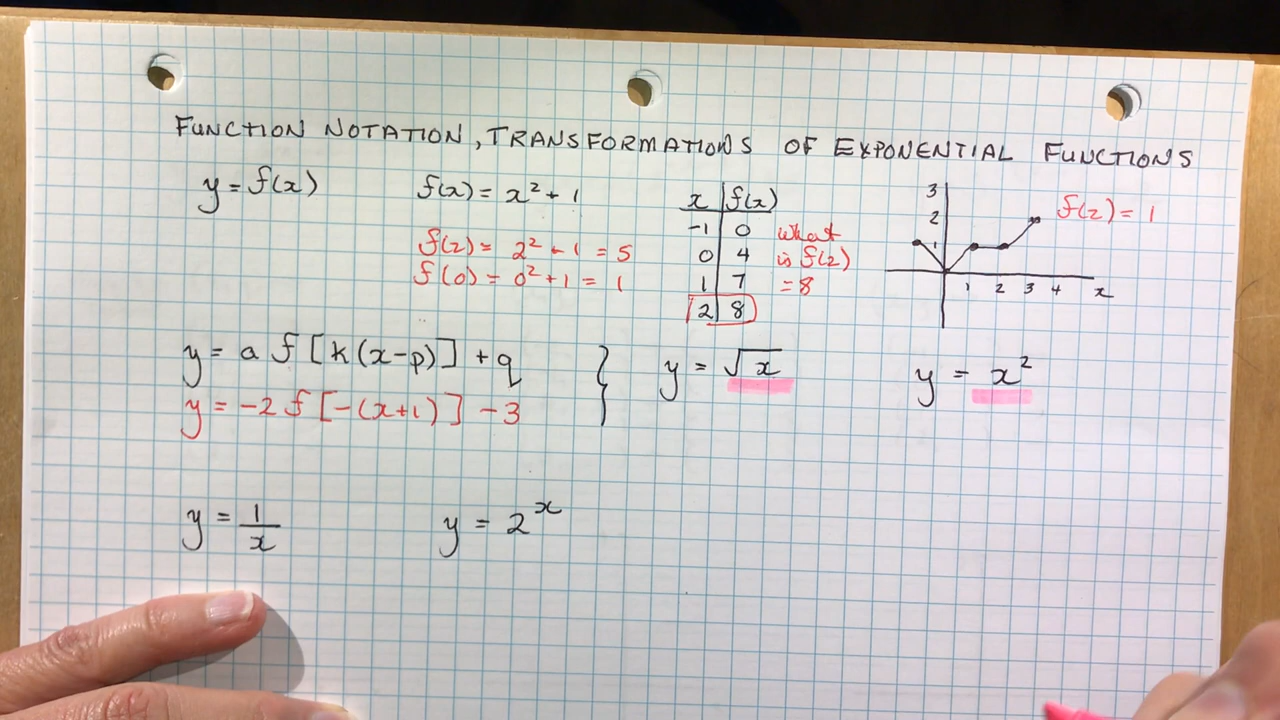 FUNCTION NOTATION, TRANSFORMATIONS OF EXPONENTIAL FUNCTIONS
y = f(x)
f(x) = x² + 1
f(2) = 2² + 1 = 5
f(0) = 0² + 1 = 1
x f(x)
-1 0
0 4
1 7
2 8
what
is f(2)
= 8
3
2
1
1 2 3 4 x
f(2) = 1
y = a f [k(x-p)] + q
y = -2 f [-(x+1)] - 3
y = √x
y = x²
y = 1/x
y = 2^x